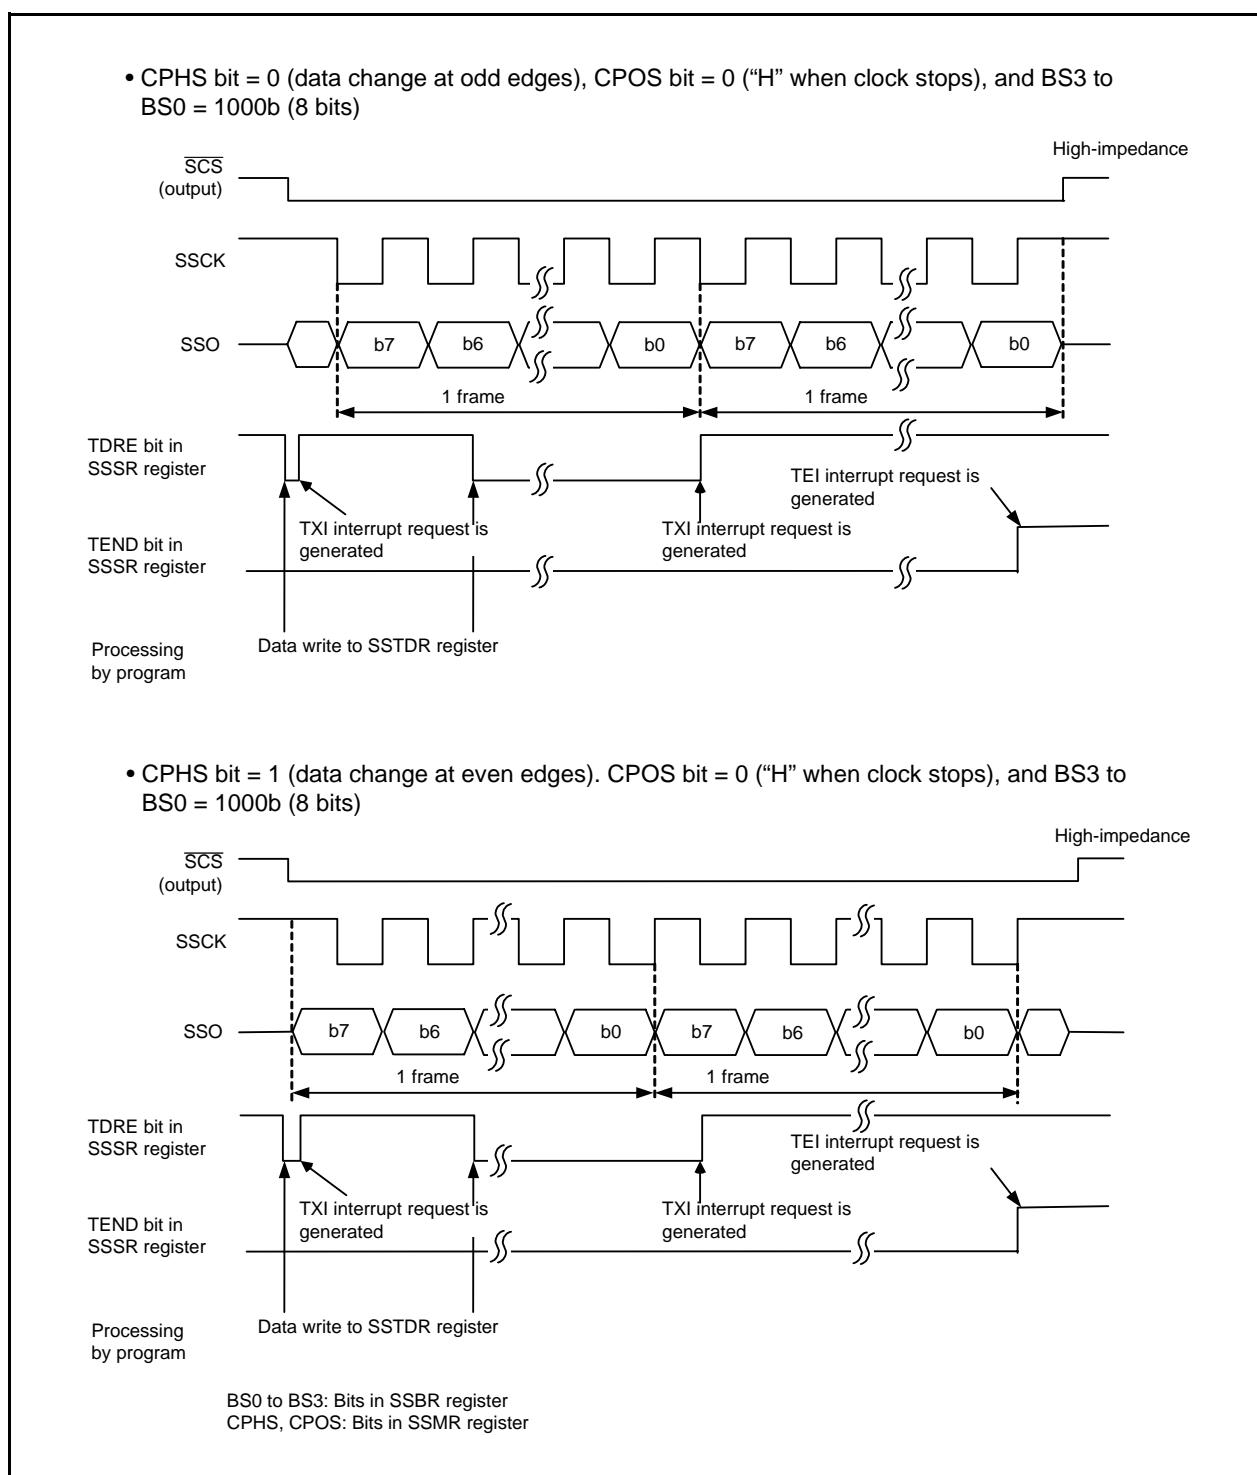 • CPHS bit = 0 (data change at odd edges), CPOS bit = 0 (“H” when clock stops), and BS3 to
BS0 = 1000b (8 bits)
High-impedance
SCS
(output)
SSCK
SSO
b7
b6
b0
b7
b6
b0
1 frame
1 frame
TDRE bit in
SSSR register
TEI interrupt request is
generated
TXI interrupt request is
generated
TXI interrupt request is
generated
TEND bit in
SSSR register
Data write to SSTDR register
Processing
by program
• CPHS bit = 1 (data change at even edges). CPOS bit = 0 (“H” when clock stops), and BS3 to
BS0 = 1000b (8 bits)
High-impedance
SCS
(output)
SSCK
SSO
b7
b6
b0
b7
b6
b0
1 frame
1 frame
TDRE bit in
SSSR register
TEI interrupt request is
generated
TXI interrupt request is
generated
TXI interrupt request is
generated
TEND bit in
SSSR register
Data write to SSTDR register
Processing
by program
BS0 to BS3: Bits in SSBR register
CPHS, CPOS: Bits in SSMR register